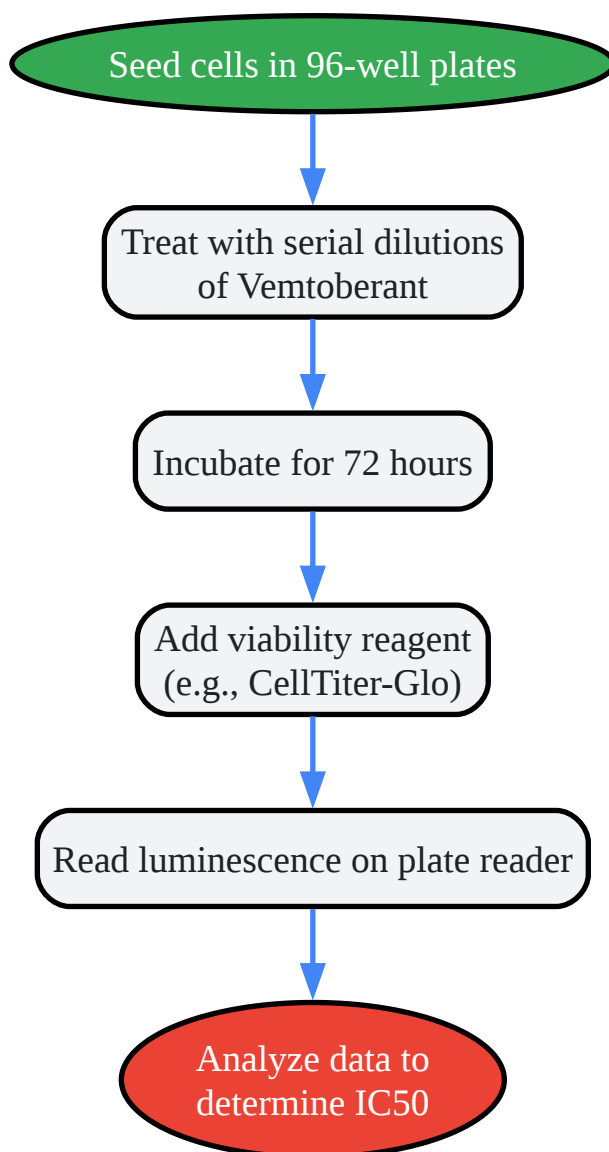 Seed cells in 96-well plates
Treat with serial dilutions
of Vemtoberant
Incubate for 72 hours
Add viability reagent
(e.g., CellTiter-Glo)
Read luminescence on plate reader
Analyze data to
determine IC50